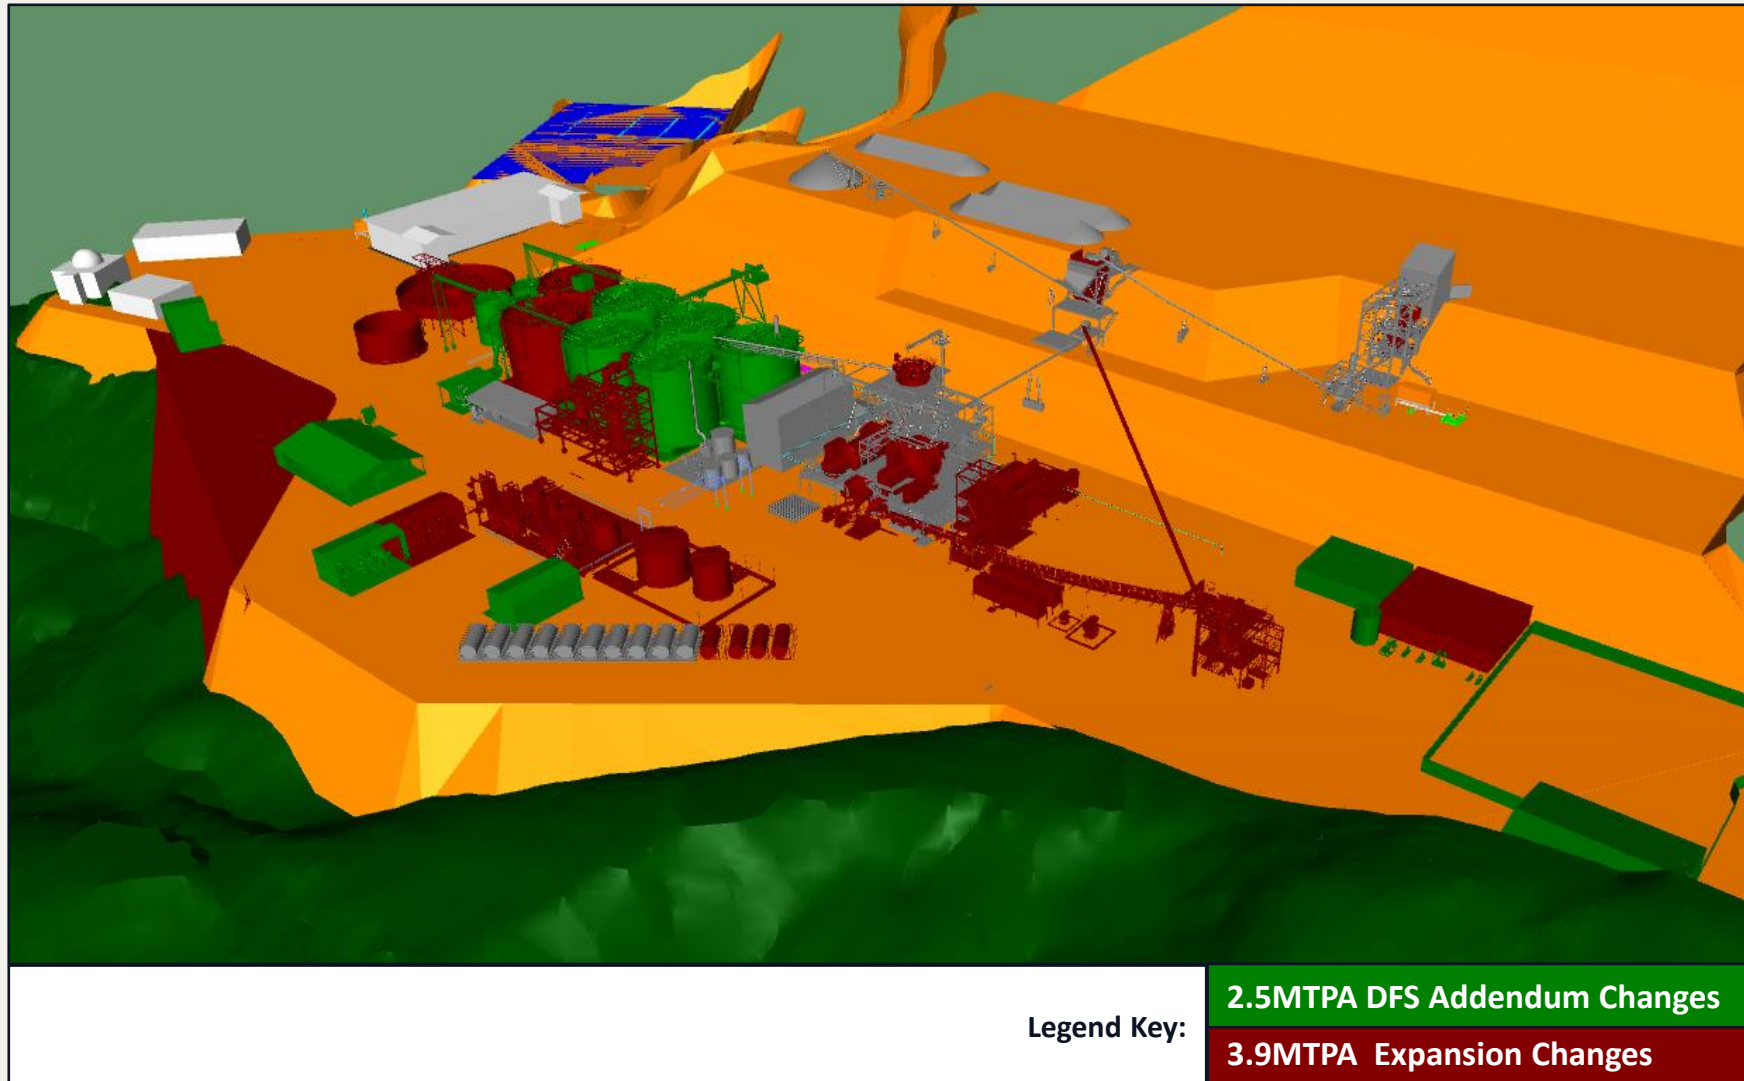 Legend Key:
2.5MTPA DFS Addendum Changes
3.9MTPA  Expansion Changes